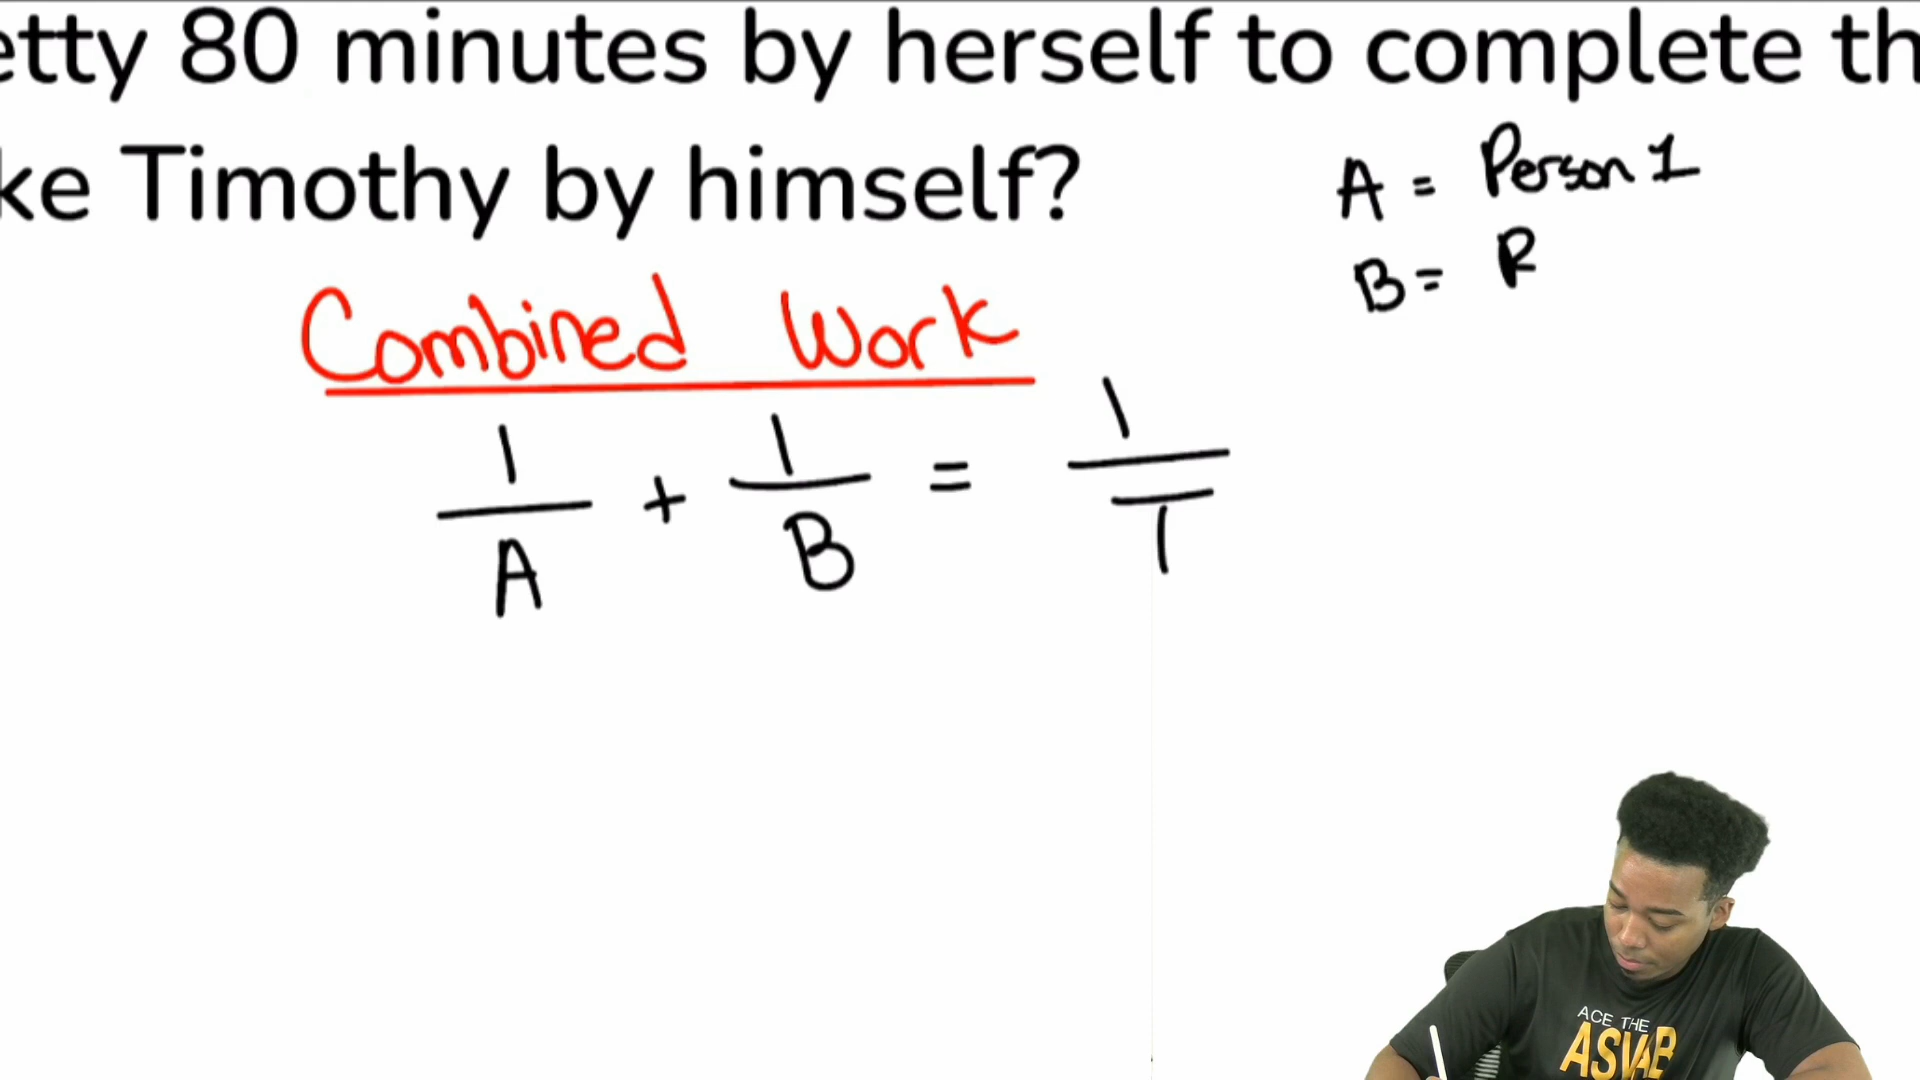 etty 80 minutes by herself to complete th
ke Timothy by himself?
A = Person 1
B = R
Combined Work
1/A + 1/B = 1/T
ACE THE
ASVAB